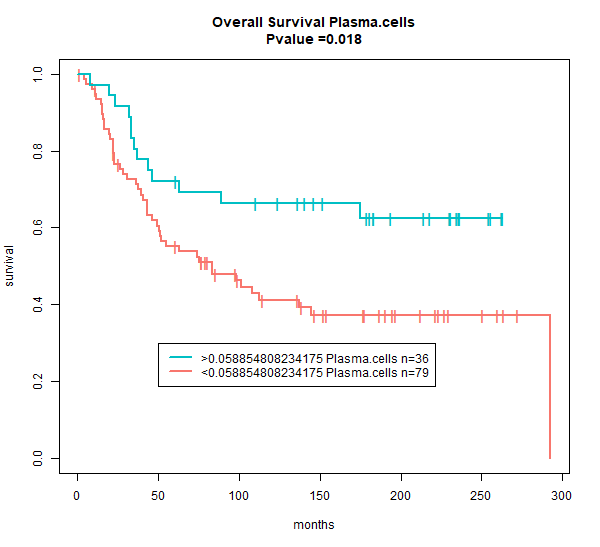 Overall Survival Plasma.cells
Pvalue =0.018
survival
1.0
0.8
0.6
0.4
0.2
0.0
>0.058854808234175 Plasma.cells n=36
<0.058854808234175 Plasma.cells n=79
0 50 100 150 200 250 300
months